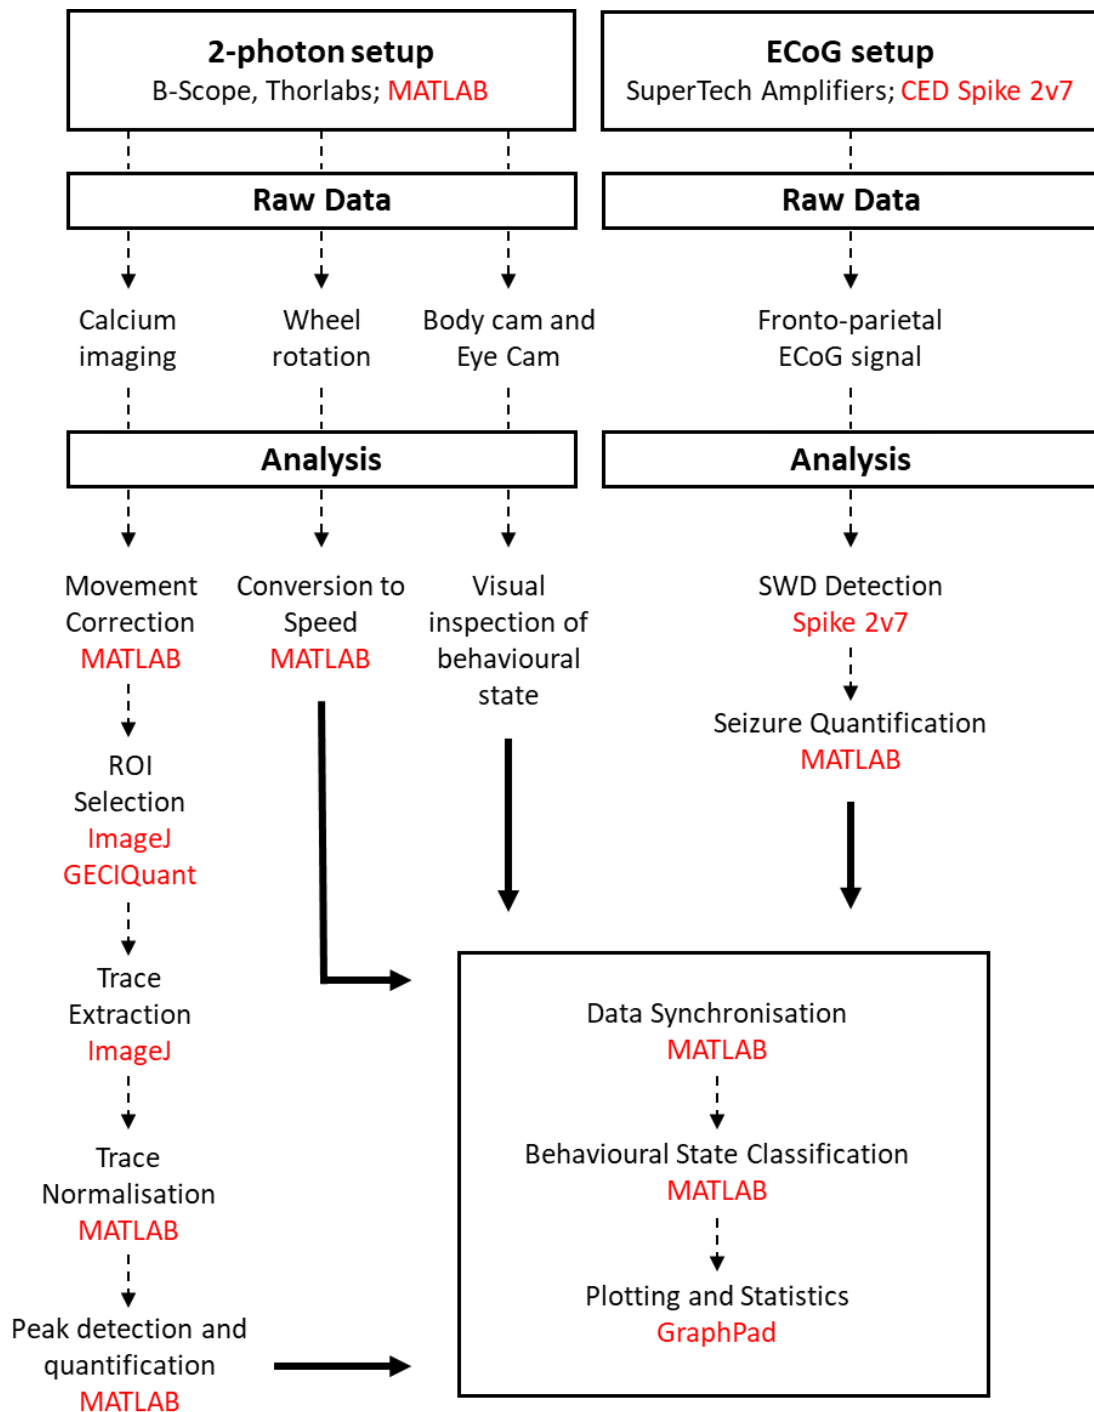 2-photon setup
B-Scope, Thorlabs; MATLAB
ECoG setup
SuperTech Amplifiers; CED Spike 2v7
Raw Data
Raw Data
Calcium
imaging
Wheel
rotation
Body cam and
Eye Cam
Fronto-parietal
ECoG signal
Analysis
Analysis
Movement
Correction
MATLAB
Conversion to
Speed
MATLAB
Visual
inspection of
behavioural
state
SWD Detection
Spike 2v7
Seizure Quantification
MATLAB
ROI
Selection
ImageJ
GECIQuant
Trace
Extraction
ImageJ
Trace
Normalisation
MATLAB
Peak detection and
quantification
MATLAB
Data Synchronisation
MATLAB
Behavioural State Classification
MATLAB
Plotting and Statistics
GraphPad